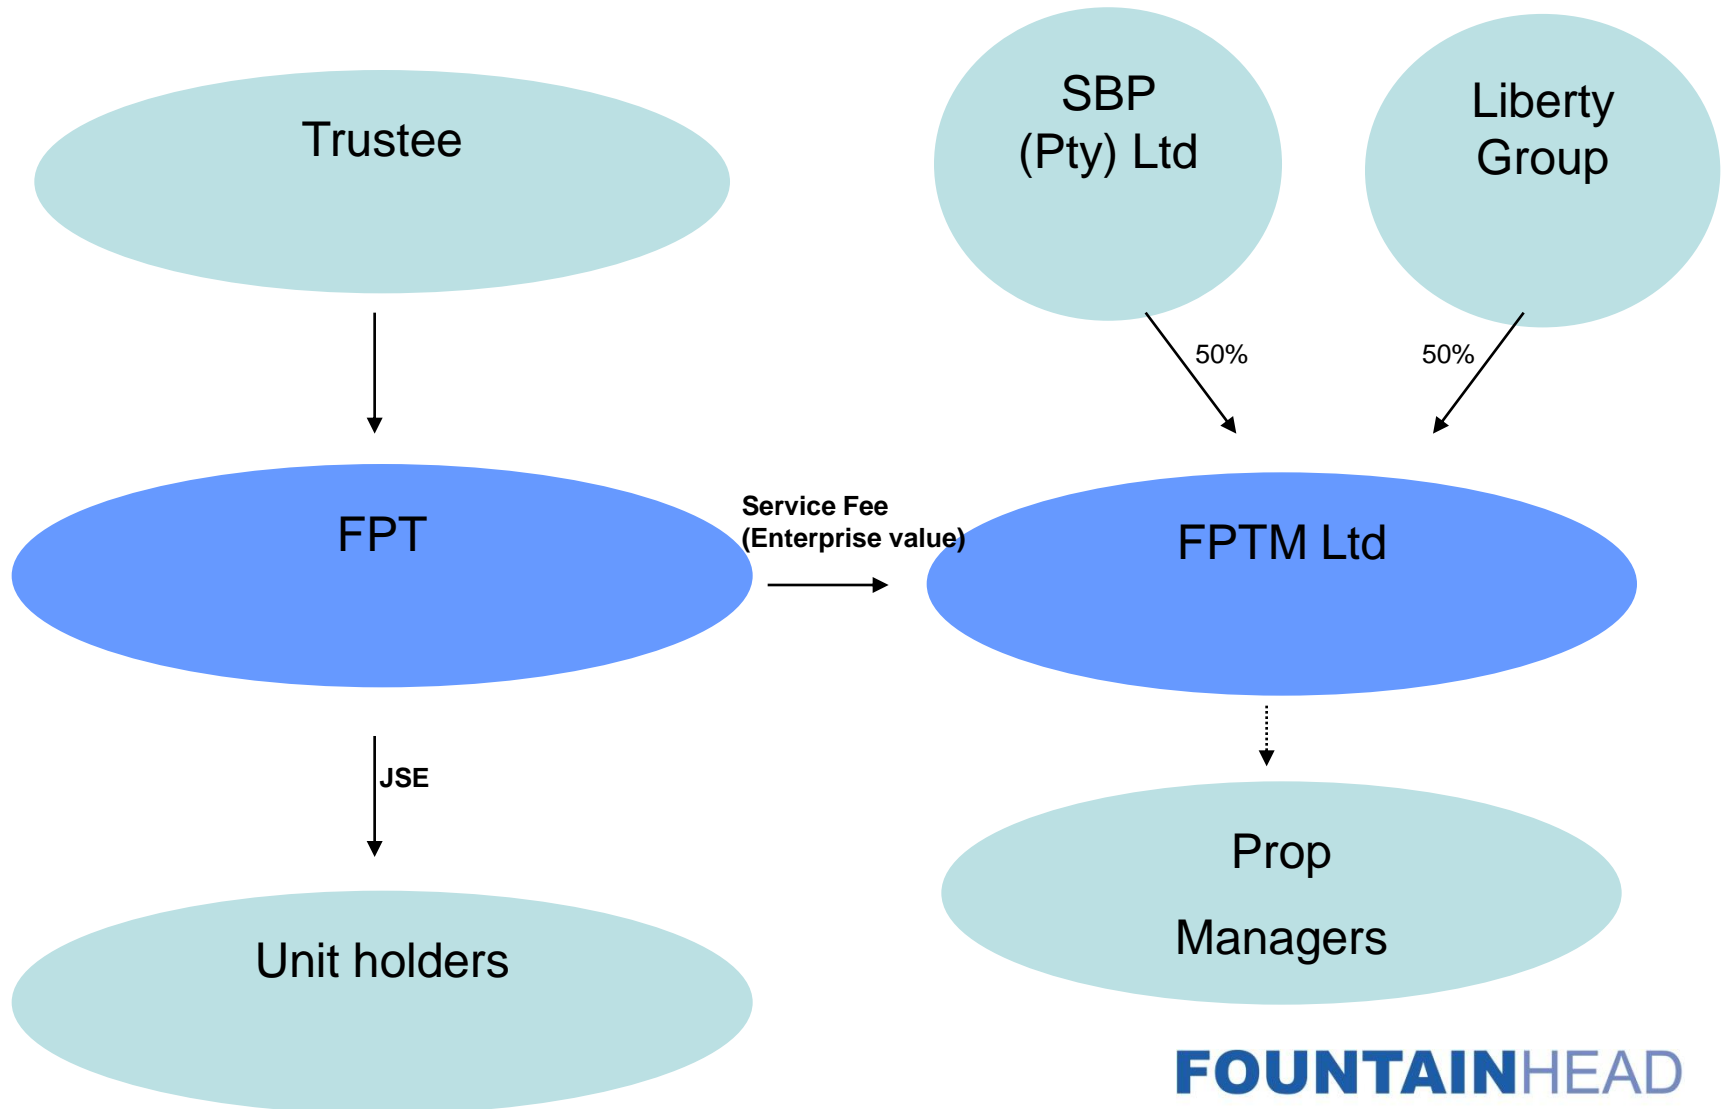 Trustee
SBP
(Pty) Ltd
Liberty
Group
50%
50%
FPT
Service Fee
(Enterprise value)
FPTM Ltd
JSE
Unit holders
Prop
Managers
FOUNTAINHEAD